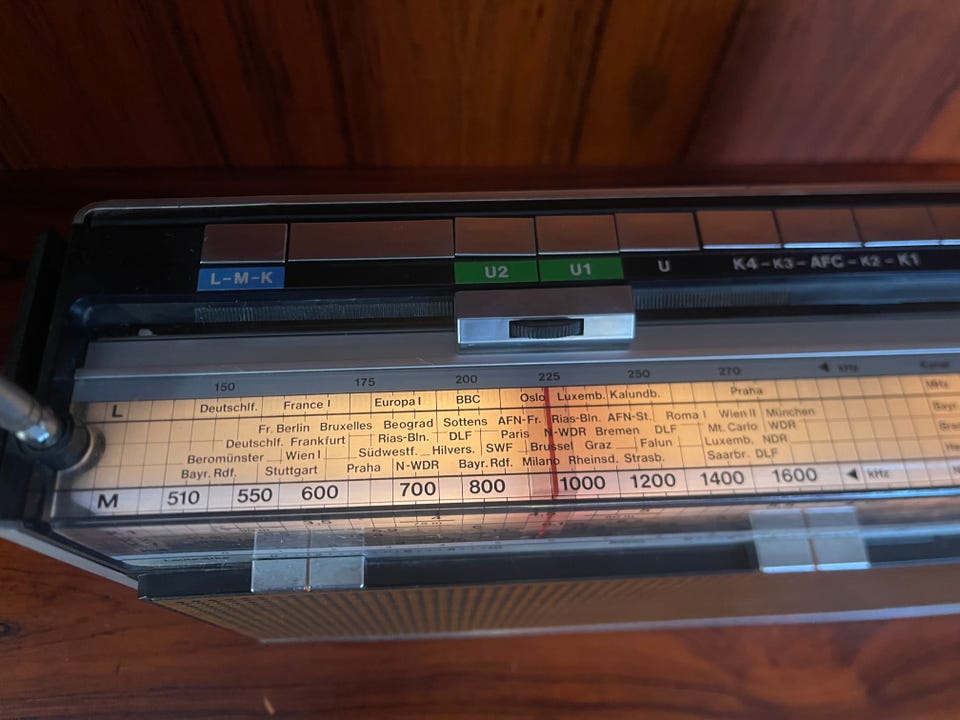 L-M-K U2 U1 U K4-K3-AFC-K2-K1
150 175 200 225 250 270 ◀ kHz
L Deutschlf. France I Europa I BBC Oslo Luxemb. Kalundb. Praha MHz
Fr. Berlin Bruxelles Beograd Sottens AFN-Fr. Rias-Bln. AFN-St. Roma I Wien II München
Deutschlf. Frankfurt Rias-Bln. DLF Paris N-WDR Bremen DLF Mt. Carlo WDR
Beromünster Wien I Südwestf. Hilvers. SWF Brüssel Graz Falun Luxemb. NDR
Bayr. Rdf. Stuttgart Praha N-WDR Bayr. Rdf. Milano Rheinsd. Strasb. Saarbr. DLF
M 510 550 600 700 800 1000 1200 1400 1600 ◀ kHz